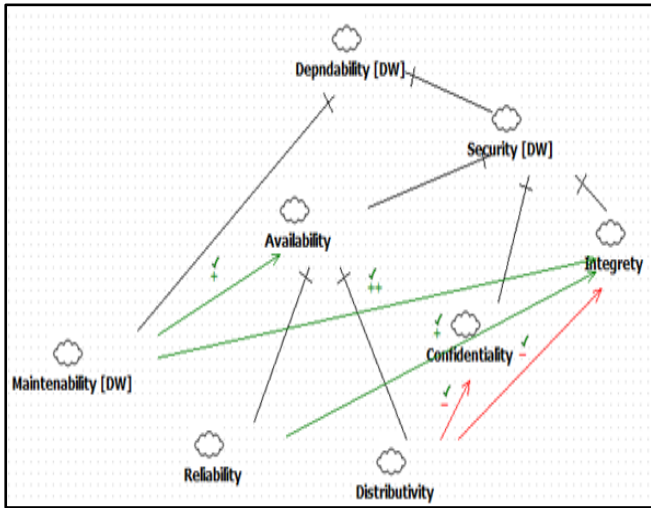 Depndability [DW]
Security [DW]
Availability
Integrety
+
++
+
Confidentiality
-
Maintenability [DW]
-
Reliability
Distributivity